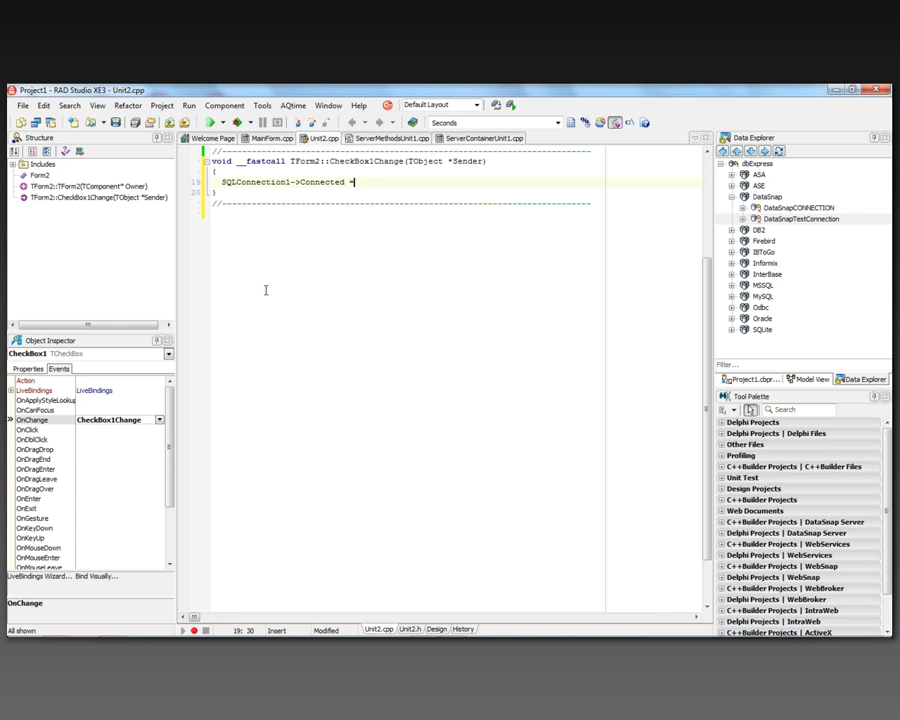 Project1 - RAD Studio XE3 - Unit2.cpp
File Edit Search View Refactor Project Run Component Tools AQtime Window Help Default Layout
Seconds
Structure
Includes
Form2
TForm2::TForm2(TComponent* Owner)
TForm2::CheckBox1Change(TObject *Sender)
Object Inspector
CheckBox1 TCheckBox
Properties Events
Action
LiveBindings LiveBindings
OnApplyStyleLookup
OnCanFocus
OnChange CheckBox1Change
OnClick
OnDblClick
OnDragDrop
OnDragEnd
OnDragEnter
OnDragLeave
OnDragOver
OnEnter
OnExit
OnGesture
OnKeyDown
OnKeyUp
OnMouseDown
OnMouseEnter
OnMouseLeave
LiveBindings Wizard... Bind Visually...
OnChange
All shown
Welcome Page MainForm.cpp Unit2.cpp ServerMethodsUnit1.cpp ServerContainerUnit1.cpp
//---------------------------------------------------------------------------
void __fastcall TForm2::CheckBox1Change(TObject *Sender)
{
19 SQLConnection1->Connected =
20 }
//---------------------------------------------------------------------------
19: 30 Insert Modified Unit2.cpp Unit2.h Design History
Data Explorer
dbExpress
ASA
ASE
DataSnap
DataSnapCONNECTION
DataSnapTestConnection
DB2
Firebird
IBToGo
Informix
InterBase
MSSQL
MySQL
Odbc
Oracle
SQLite
Filter...
Project1.cbpr... Model View Data Explorer
Tool Palette
Search
Delphi Projects
Delphi Projects | Delphi Files
Other Files
Profiling
C++Builder Projects | C++Builder Files
Unit Test
Design Projects
C++Builder Projects
Web Documents
C++Builder Projects | DataSnap Server
Delphi Projects | DataSnap Server
C++Builder Projects | WebServices
Delphi Projects | WebServices
C++Builder Projects | WebSnap
Delphi Projects | WebSnap
C++Builder Projects | WebBroker
Delphi Projects | WebBroker
C++Builder Projects | IntraWeb
Delphi Projects | IntraWeb
C++Builder Projects | ActiveX